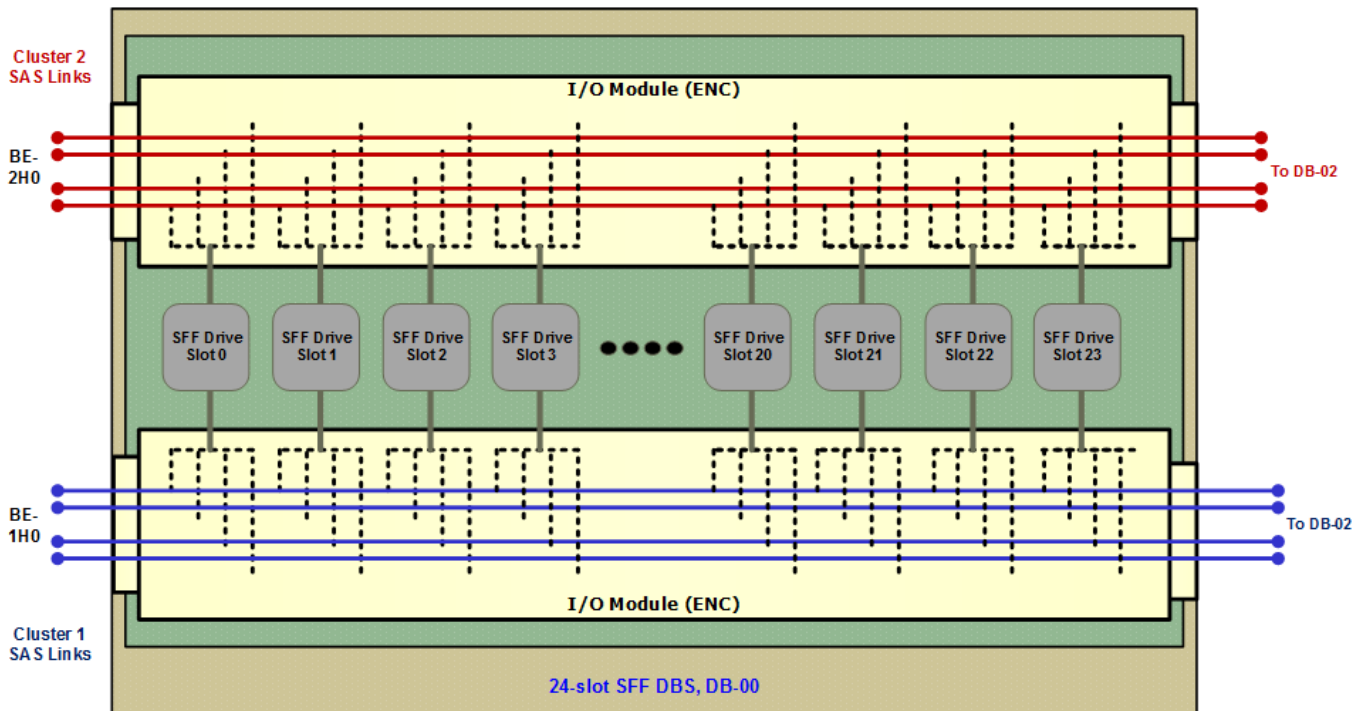 Cluster 2
SAS Links
I/O Module (ENC)
BE-
2H0
To DB-02
SFF Drive
Slot 0
SFF Drive
Slot 1
SFF Drive
Slot 2
SFF Drive
Slot 3
SFF Drive
Slot 20
SFF Drive
Slot 21
SFF Drive
Slot 22
SFF Drive
Slot 23
BE-
1H0
To DB-02
I/O Module (ENC)
Cluster 1
SAS Links
24-slot SFF DBS, DB-00